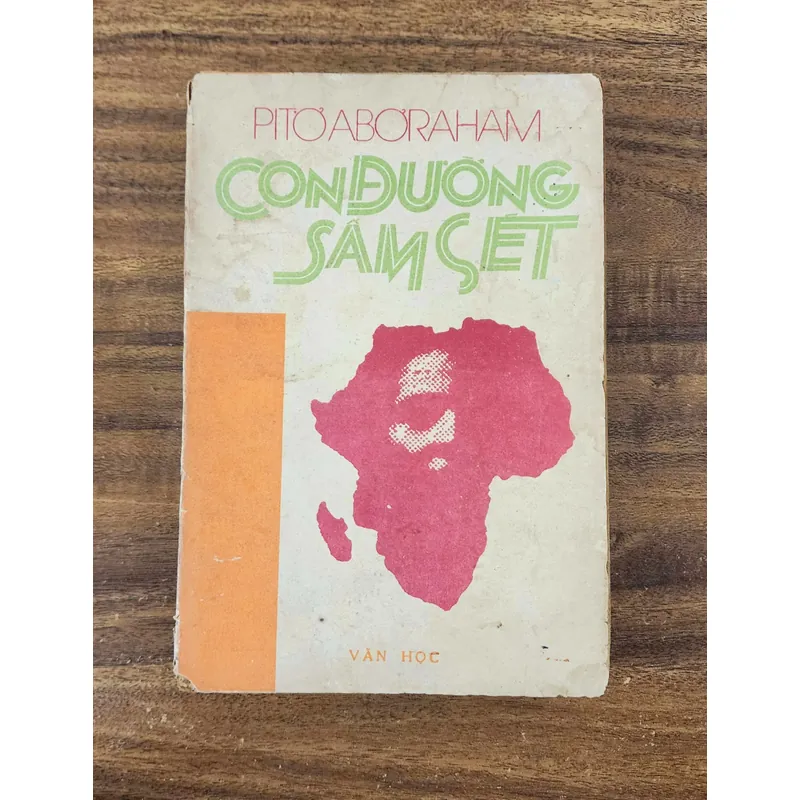 PITƠ ABƠRAHAM
CON ĐƯỜNG
SẤM SÉT
VĂN HỌC